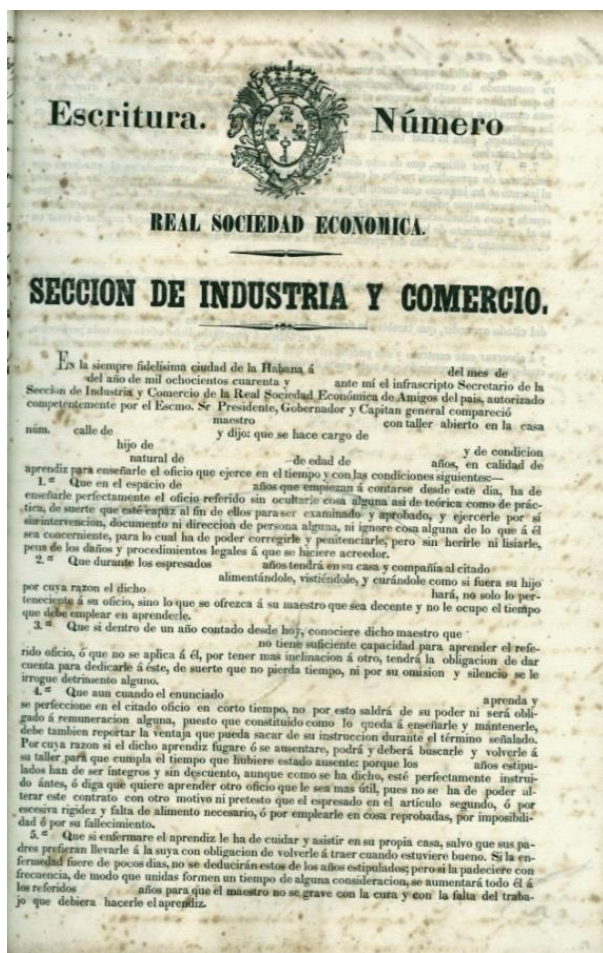 Escritura. Número
REAL SOCIEDAD ECONOMICA.
SECCION DE INDUSTRIA Y COMERCIO.
EN la siempre fidelísima ciudad de la Habana á del mes de
del año de mil ochocientos cuarenta y ante mí el infrascripto Secretario de la
Seccion de Industria y Comercio de la Real Sociedad Económica de Amigos del pais, autorizado
competentemente por el Escmo. Sr Presidente, Gobernador y Capitan general compareció
maestro con taller abierto en la casa
núm. calle de y dijo: que se hace cargo de
hijo de y de condicion
natural de de edad de años, en calidad de
aprendiz para enseñarle el oficio que ejerce en el tiempo y con las condiciones siguientes:—
1.ª Que en el espacio de años que empiezan á contarse desde este dia, ha de
enseñarle perfectamente el oficio referido sin ocultarle cosa alguna asi de teórica como de prác-
tica, de suerte que esté capaz al fin de ellos para ser examinado y aprobado, y ejercerle por sí
sin intervencion, documento ni direccion de persona alguna, ni ignore cosa alguna de lo que á él
sea concerniente, para lo cual ha de poder corregirle y penitenciarle, pero sin herirle ni lisiarle,
pena de los daños y procedimientos legales á que se hiciere acreedor.
2.ª Que durante los espresados años tendrá en su casa y compañía al citado
alimentándole, vistiéndole, y curándole como si fuera su hijo
por cuya razon el dicho hará, no solo lo per-
teneciente á su oficio, sino lo que se ofrezca á su maestro que sea decente y no le ocupe el tiempo
que debe emplear en aprenderle.
3.ª Que si dentro de un año contado desde hoy, conociere dicho maestro que
no tiene suficiente capacidad para aprender el refe-
rido oficio, ó que no se aplica á él, por tener mas inclinacion á otro, tendrá la obligacion de dar
cuenta para dedicarle á éste, de suerte que no pierda tiempo, ni por su omision y silencio se le
irrogue detrimento alguno.
4.ª Que aun cuando el enunciado aprenda y
se perfeccione en el citado oficio en corto tiempo, no por esto saldrá de su poder ni será obli-
gado á remuneracion alguna, puesto que constituido como lo queda á enseñarle y mantenerle,
debe tambien reportar la ventaja que pueda sacar de su instruccion durante el término señalado.
Por cuya razon si el dicho aprendiz fugare ó se ausentare, podrá y deberá buscarle y volverle á
su taller para que cumpla el tiempo que hubiere estado ausente: porque los años estipu-
lados han de ser íntegros y sin descuento, aunque como se ha dicho, esté perfectamente instrui-
do ántes, ó diga que quiere aprender otro oficio que le sea mas útil, pues no se ha de poder al-
terar este contrato con otro motivo ni pretesto que el espresado en el artículo segundo, ó por
escesiva rigidez y falta de alimento necesario, ó por emplearle en cosa reprobadas, por imposibili-
dad ó por su fallecimiento.
5.ª Que si enfermare el aprendiz le ha de cuidar y asistir en su propia casa, salvo que sus pa-
dres prefieran llevarle á la suya con obligacion de volverle á traer cuando estuviere bueno. Si la en-
fermedad fuere de pocos dias, no se deducirán estos de los años estipulados; pero si la padeciere con
frecuencia, de modo que unidas formen un tiempo de alguna consideracion, se aumentará todo él á
los referidos años para que el maestro no se grave con la cura y con la falta del traba-
jo que debiera hacerle el aprendiz.